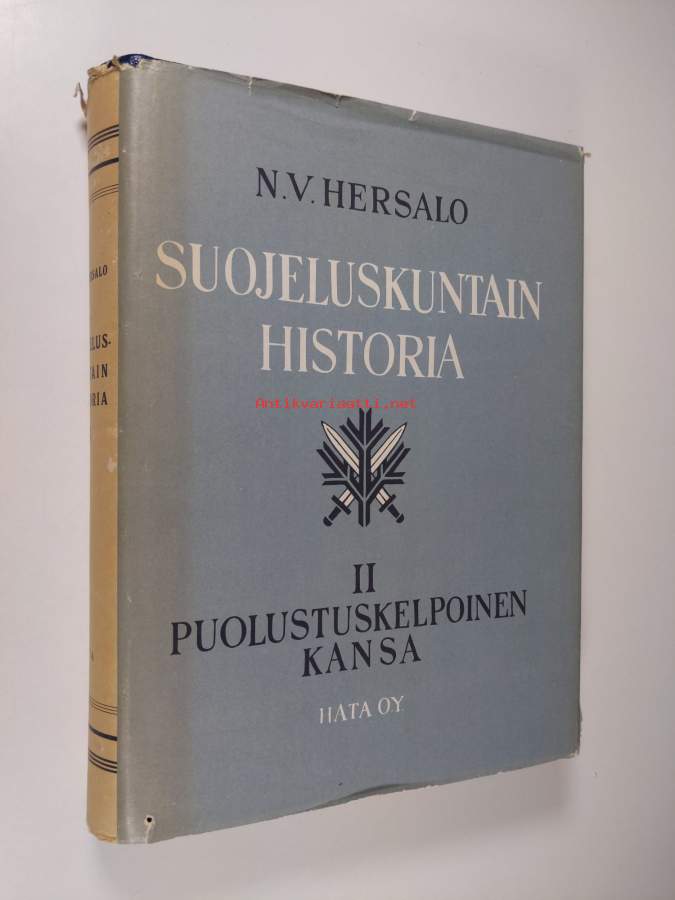 N.V. HERSALO
SUOJELUSKUNTAIN
HISTORIA
Antikvariaatti.net
II
PUOLUSTUSKELPOINEN
KANSA
HATA OY